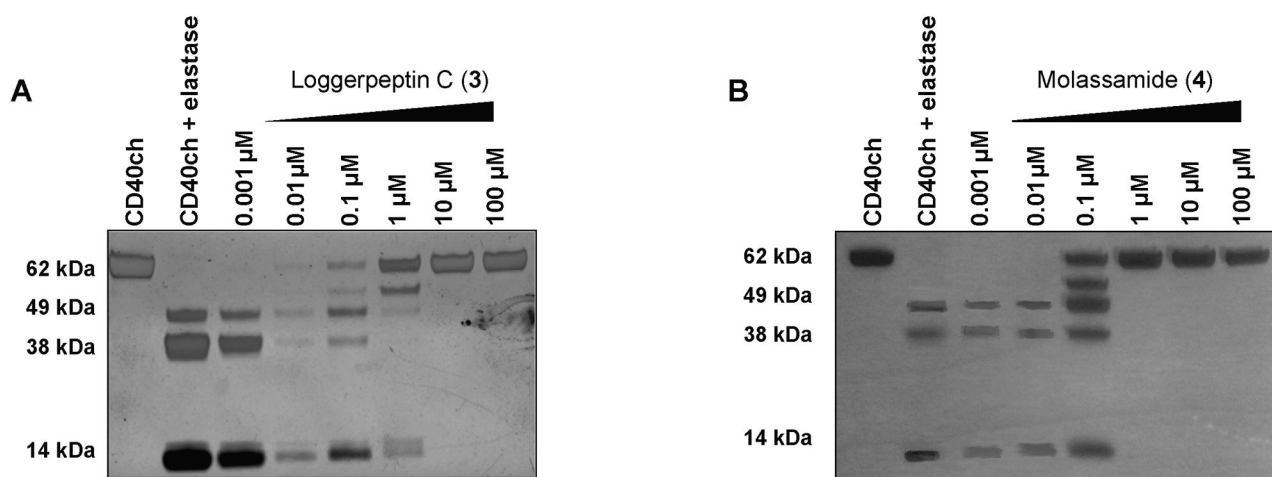 A
Loggerpeptin C (3)
CD40ch
CD40ch + elastase
0.001 µM
0.01 µM
0.1 µM
1 µM
10 µM
100 µM
62 kDa
49 kDa
38 kDa
14 kDa
B
Molassamide (4)
CD40ch
CD40ch + elastase
0.001 µM
0.01 µM
0.1 µM
1 µM
10 µM
100 µM
62 kDa
49 kDa
38 kDa
14 kDa